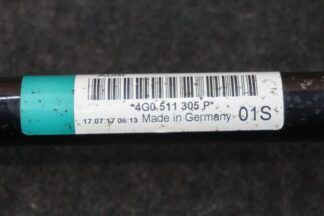 *4G0.511 305.P*
17.07.17 06:13 Made in Germany 01S